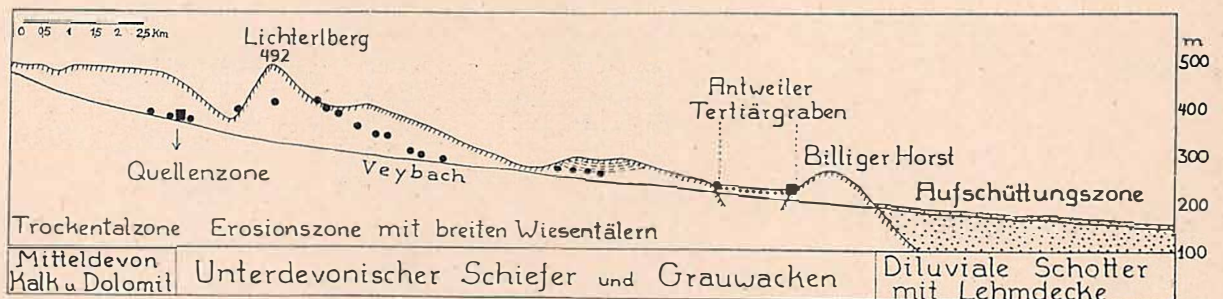 0 0,5 1 1,5 2 2,5 Km
Lichterlberg
492
m
500
400
300
200
100
Antweiler
Tertiärgraben
Billiger Horst
Quellenzone
Veybach
Aufschüttungszone
Trockentalzone Erosionszone mit breiten Wiesentälern
Mitteldevon
Kalk u Dolomit
Unterdevonischer Schiefer und Grauwacken
Diluviale Schotter
mit Lehmdecke